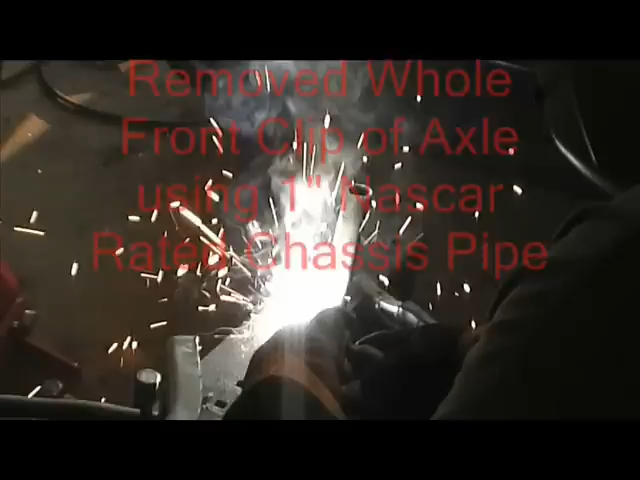 Removed Whole
Front Clip of Axle
using 1" Nascar
Rated Chassis Pipe